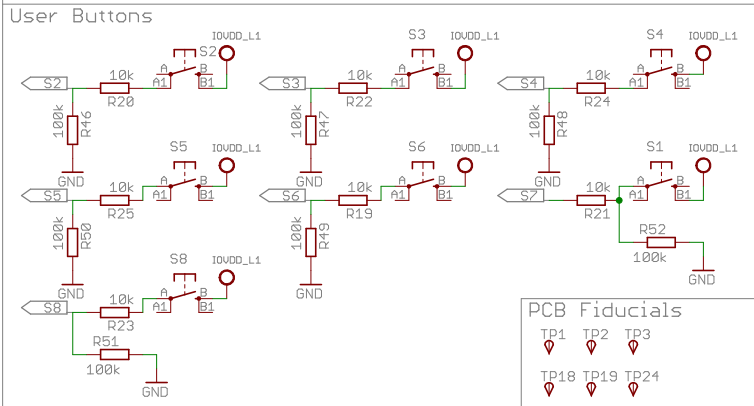 User Buttons
S2 10k R20 100k R46 GND A A1 S2 B B1 IOVDD_L1
S3 10k R22 100k R47 GND A A1 S3 B B1 IOVDD_L1
S4 10k R24 100k R48 GND A A1 S4 B B1 IOVDD_L1
S5 10k R25 100k R50 GND A A1 S5 B B1 IOVDD_L1
S6 10k R19 100k R49 GND A A1 S6 B B1 IOVDD_L1
S7 10k R21 A A1 S1 B B1 IOVDD_L1 R52 100k GND
S8 10k R23 A A1 S8 B B1 IOVDD_L1 R51 100k GND
PCB Fiducials
TP1 TP2 TP3
TP18 TP19 TP24